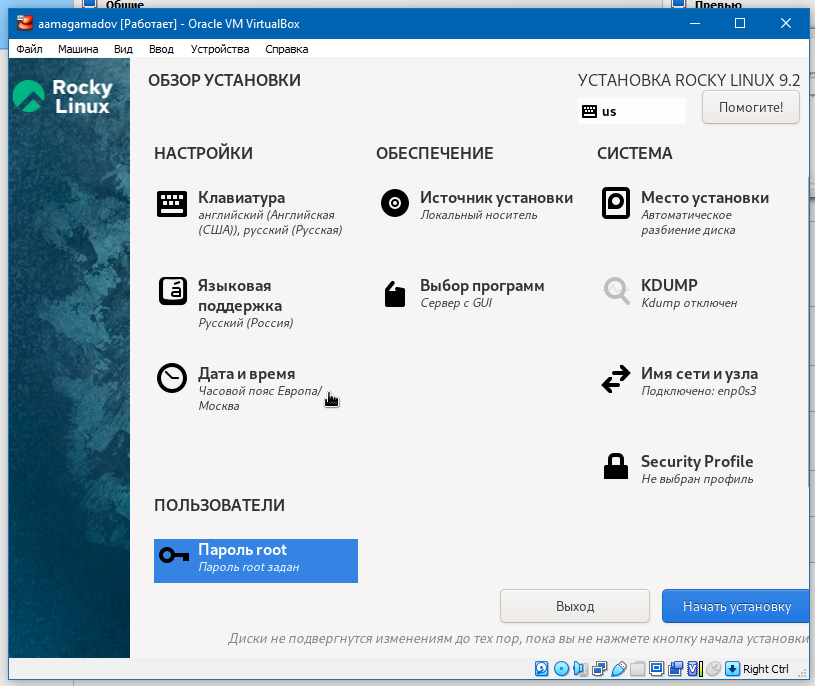 Общие
Превью
aamagamadov [Работает] - Oracle VM VirtualBox
Файл Машина Вид Ввод Устройства Справка
Rocky
Linux
ОБЗОР УСТАНОВКИ
УСТАНОВКА ROCKY LINUX 9.2
us
Помогите!
НАСТРОЙКИ
Клавиатура
английский (Английская
(США)), русский (Русская)
Языковая
поддержка
Русский (Россия)
Дата и время
Часовой пояс Европа/
Москва
ОБЕСПЕЧЕНИЕ
Источник установки
Локальный носитель
Выбор программ
Сервер с GUI
СИСТЕМА
Место установки
Автоматическое
разбиение диска
KDUMP
Kdump отключен
Имя сети и узла
Подключено: enp0s3
Security Profile
Не выбран профиль
ПОЛЬЗОВАТЕЛИ
Пароль root
Пароль root задан
Выход
Начать установку
Диски не подвергнутся изменениям до тех пор, пока вы не нажмете кнопку начала установки
Right Ctrl